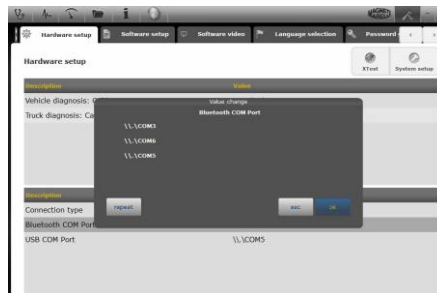 Hardware setup
Software setup
Software video
Language selection
Password
Hardware setup
XTest
System setup
Description
Value
Vehicle diagnosis:
Truck diagnosis: Ca
Value change
Bluetooth COM Port
\\.\COM3
\\.\COM6
\\.\COM5
Description
repeat
esc
ok
Connection type
Bluetooth COM Port
USB COM Port
\\.\COM5